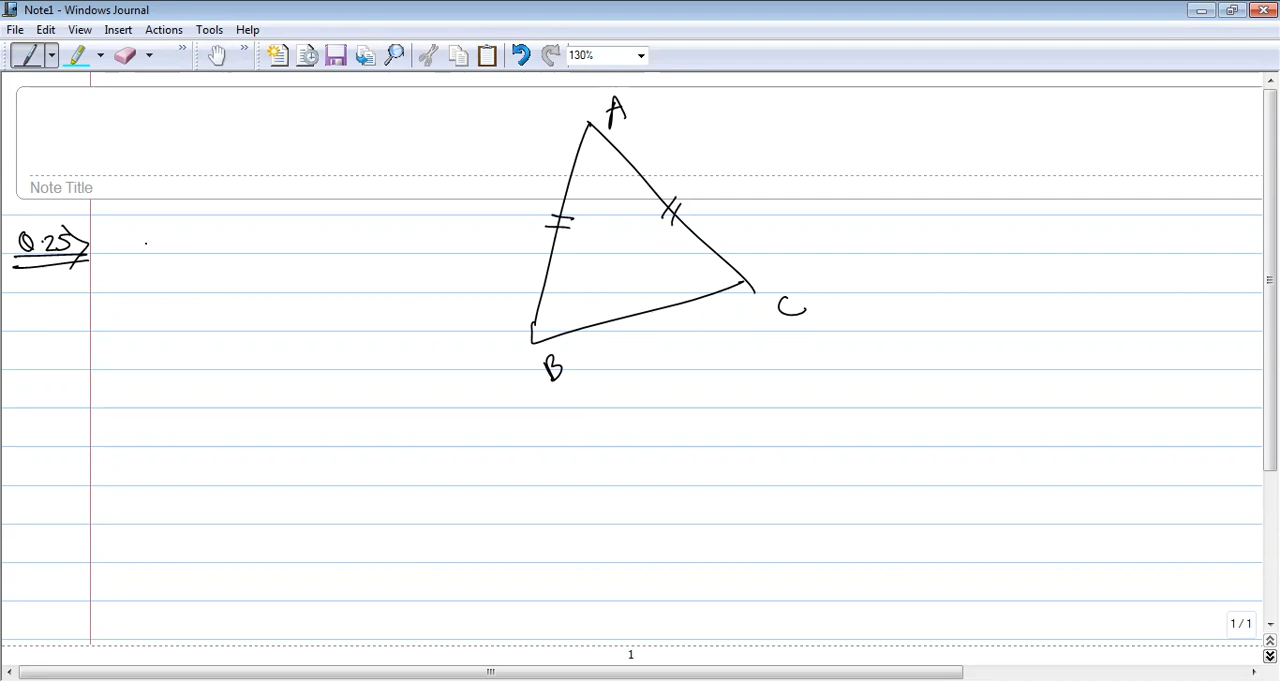 Note1 - Windows Journal
File Edit View Insert Actions Tools Help
130%
A
Note Title
Q.25
C
B
1 / 1
1